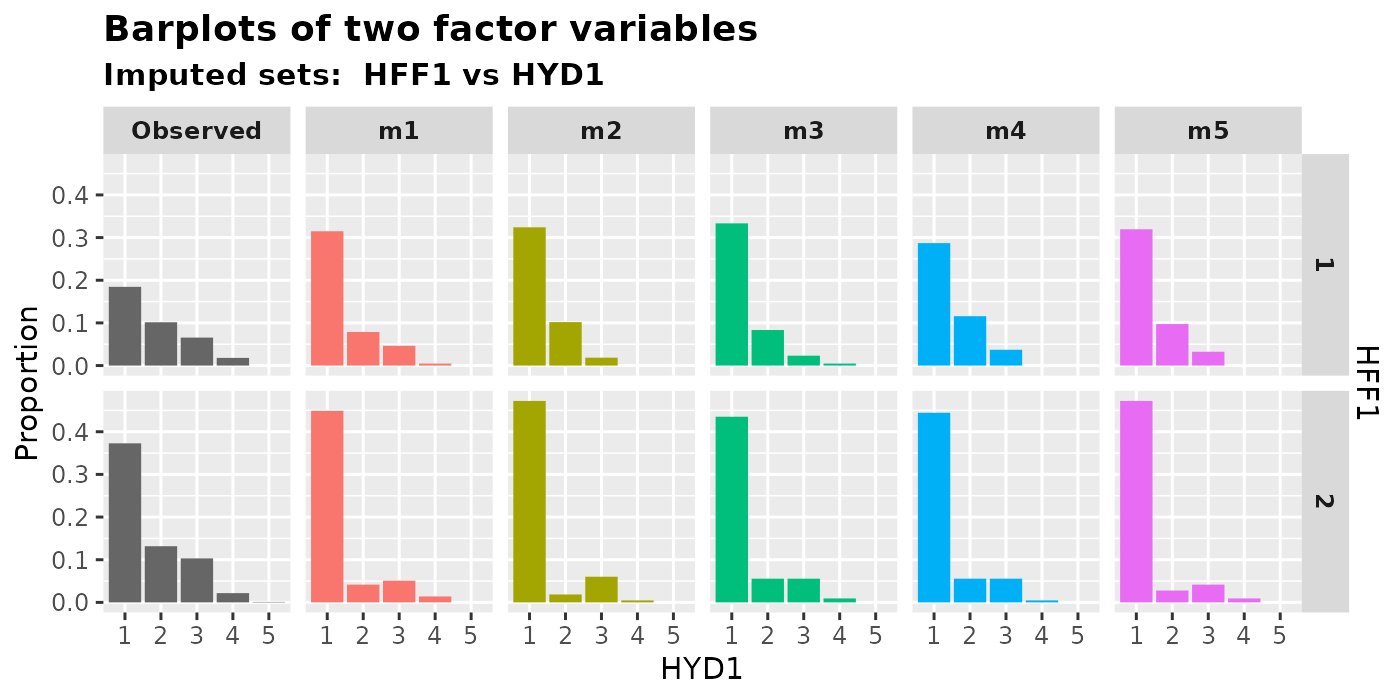 Barplots of two factor variables
Imputed sets:  HFF1 vs HYD1
Observed m1 m2 m3 m4 m5
0.4
0.3
0.2
0.1
0.0
1
0.4
0.3
0.2
0.1
0.0
2
Proportion
HFF1
1 2 3 4 5 1 2 3 4 5 1 2 3 4 5 1 2 3 4 5 1 2 3 4 5 1 2 3 4 5
HYD1